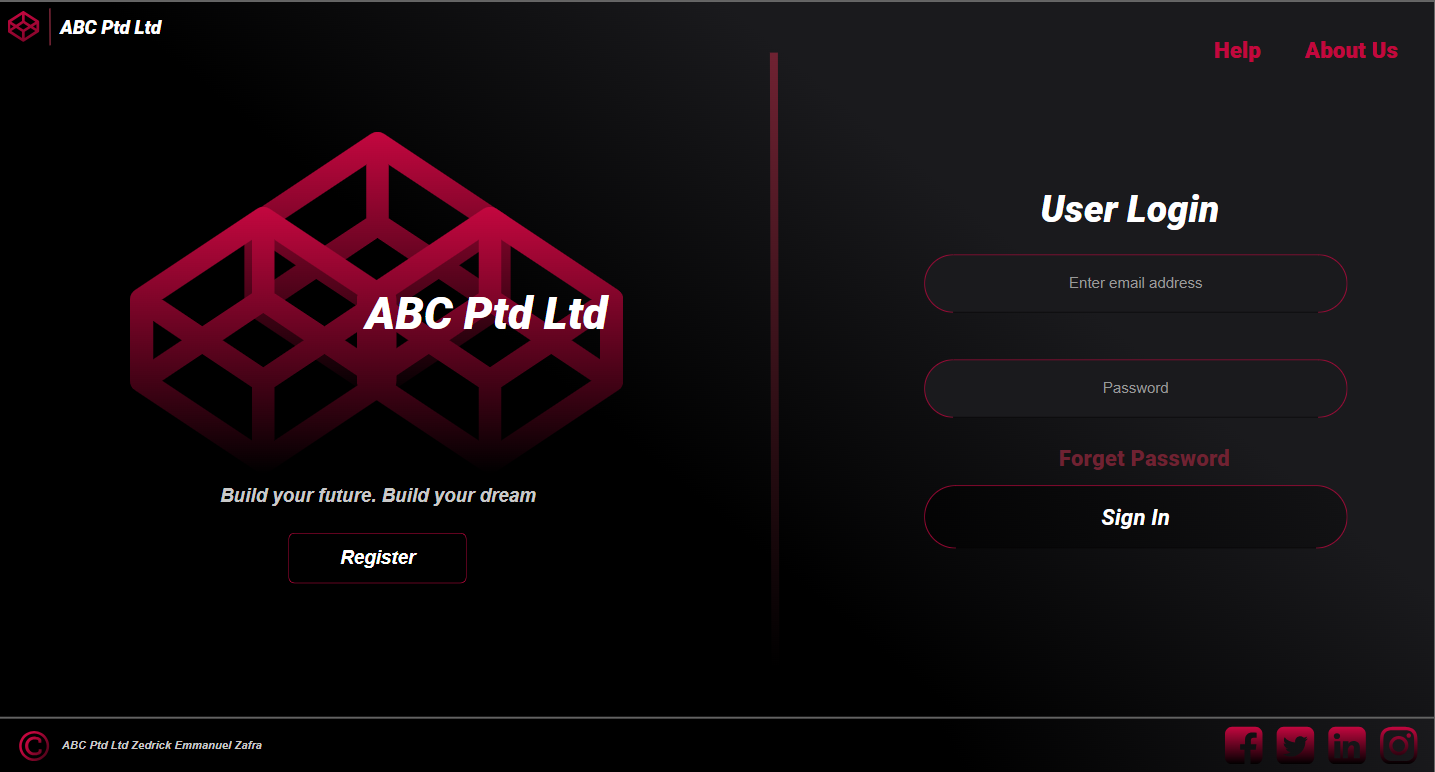 ABC Ptd Ltd
Help
About Us
ABC Ptd Ltd
Build your future. Build your dream
Register
User Login
Enter email address
Password
Forget Password
Sign In
ABC Ptd Ltd Zedrick Emmanuel Zafra